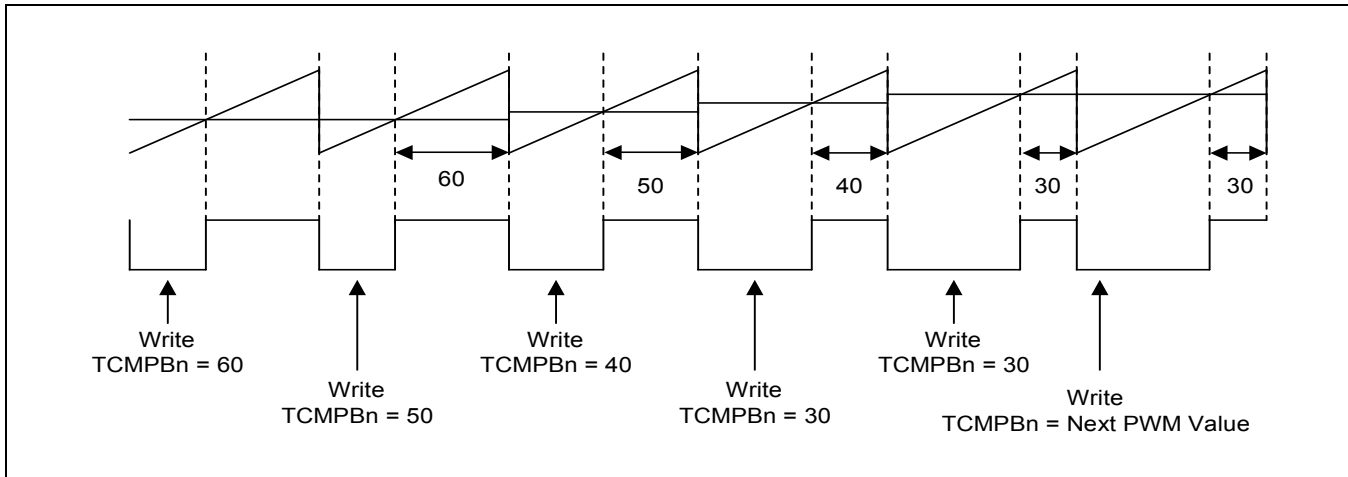 60
50
40
30
30
Write
TCMPBn = 60
Write
TCMPBn = 50
Write
TCMPBn = 40
Write
TCMPBn = 30
Write
TCMPBn = 30
Write
TCMPBn = Next PWM Value